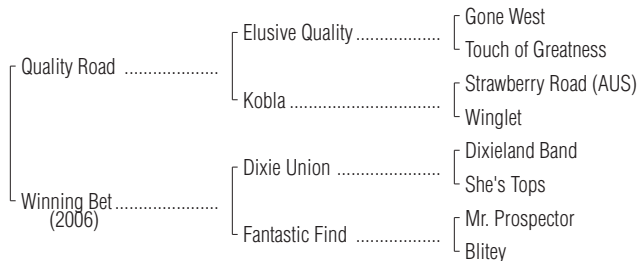 Gone West
Elusive Quality ..................
Touch of Greatness
Quality Road ....................
Strawberry Road (AUS)
Kobla ................................
Winglet
Dixieland Band
Dixie Union ......................
She's Tops
Winning Bet ......................
(2006)
Mr. Prospector
Fantastic Find ....................
Blitey